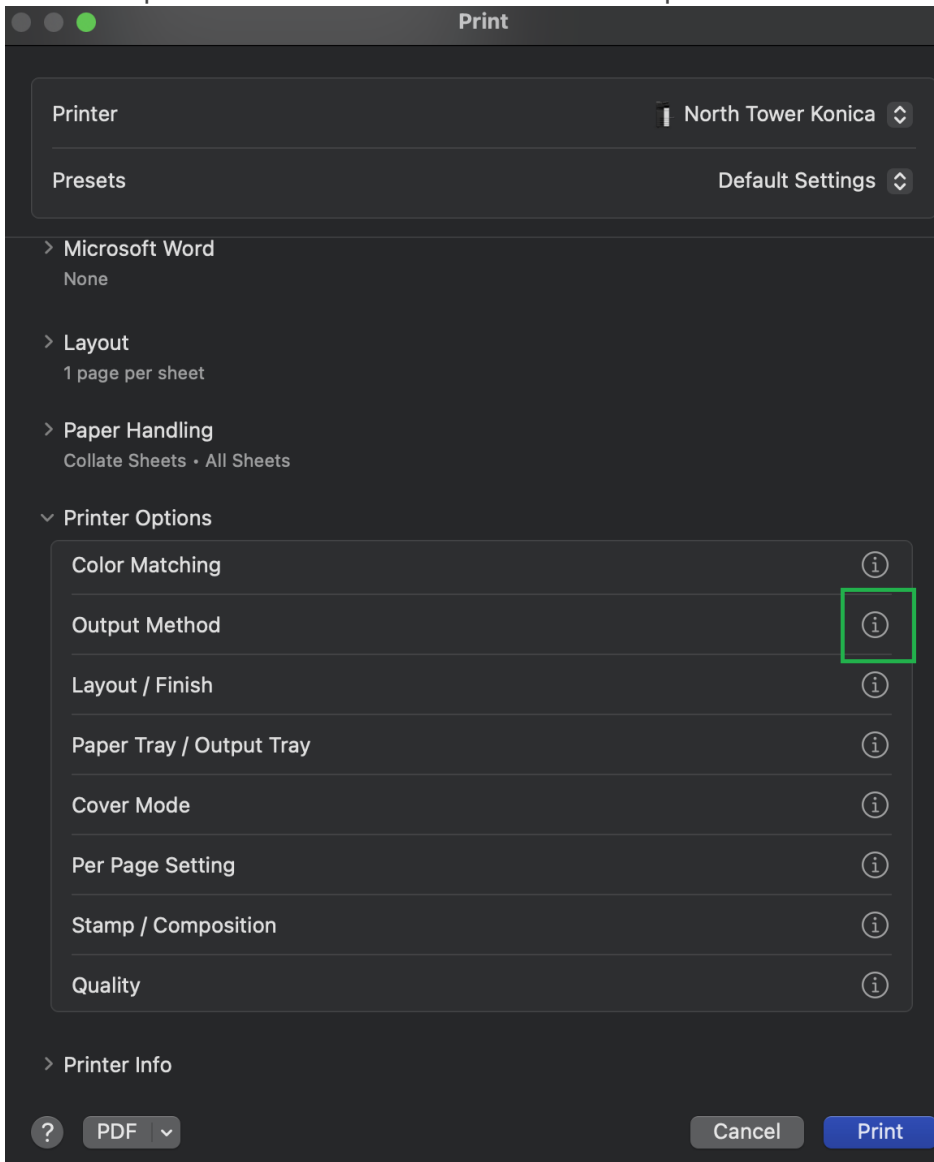 Print
Printer North Tower Konica
Presets Default Settings
Microsoft Word
None
Layout
1 page per sheet
Paper Handling
Collate Sheets • All Sheets
Printer Options
Color Matching
Output Method
Layout / Finish
Paper Tray / Output Tray
Cover Mode
Per Page Setting
Stamp / Composition
Quality
Printer Info
? PDF Cancel Print